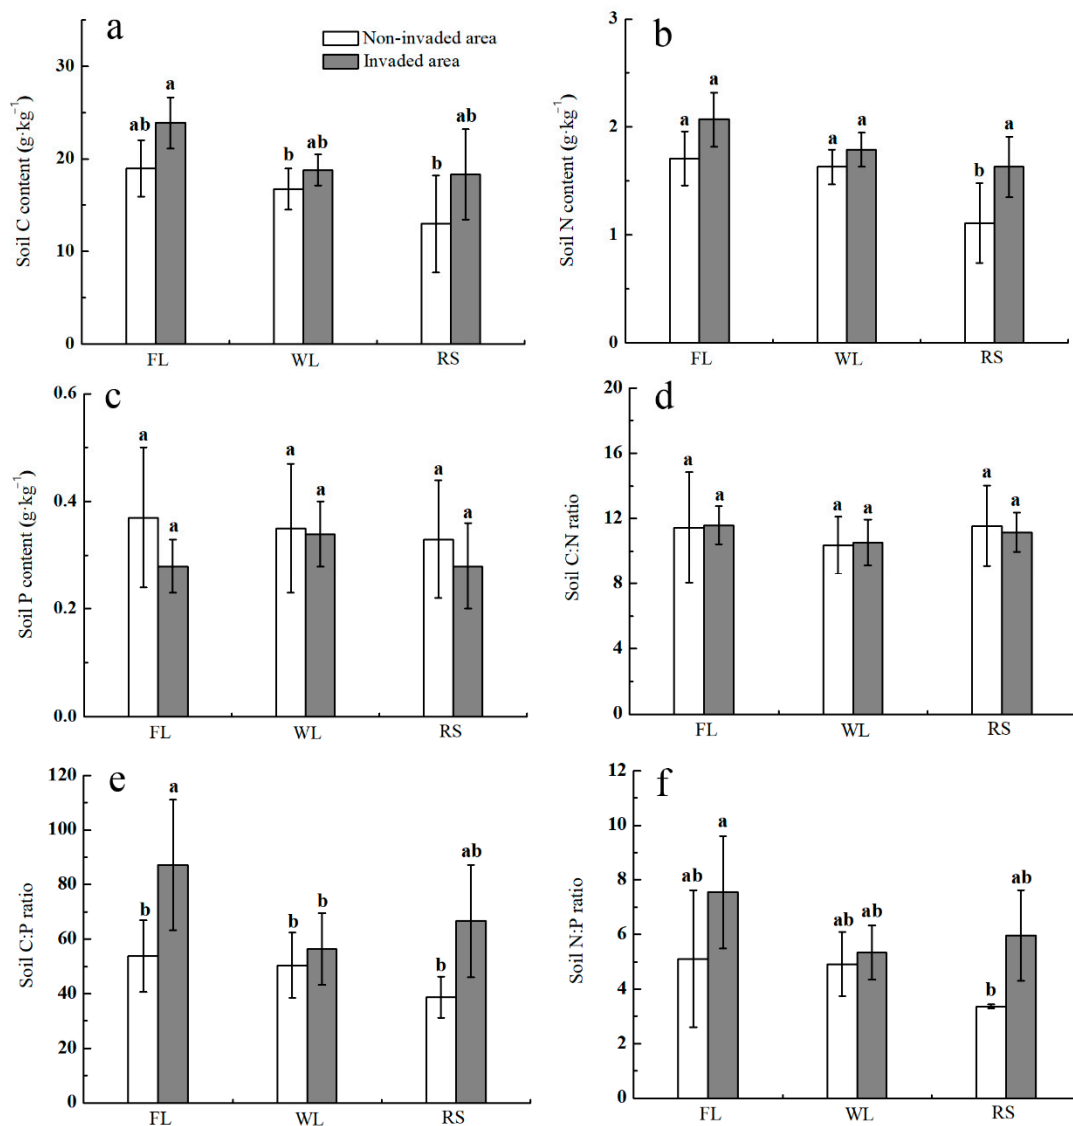 a
Non-invaded area
Invaded area
Soil C content (g·kg⁻¹)
30
20
10
0
ab
a
b
ab
b
ab
FL
WL
RS
b
Soil N content (g·kg⁻¹)
3
2
1
0
a
a
a
a
b
a
FL
WL
RS
c
Soil P content (g·kg⁻¹)
0.6
0.4
0.2
0.0
a
a
a
a
a
a
FL
WL
RS
d
Soil C:N ratio
20
16
12
8
4
0
a
a
a
a
a
a
FL
WL
RS
e
Soil C:P ratio
120
100
80
60
40
20
0
b
a
b
b
b
ab
FL
WL
RS
f
Soil N:P ratio
12
10
8
6
4
2
0
ab
a
ab
ab
b
ab
FL
WL
RS